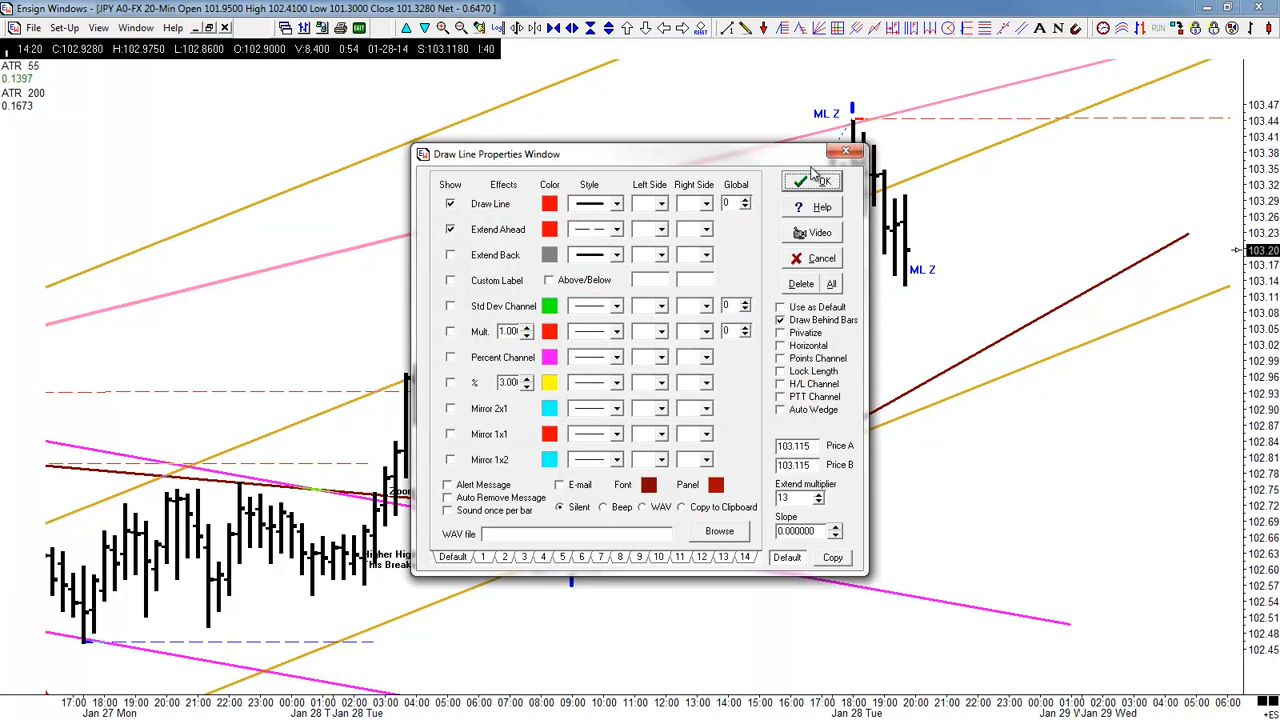 Ensign Windows - [JPY A0-FX 20-Min Open 101.9500 High 102.4100 Low 101.3000 Close 101.3280 Net - 0.6470 ]
File Set-Up View Window Help
14:20 C:102.9280 H:102.9750 L:102.8600 O:102.9000 V:8,400 0:54 01-28-14 S:103.1180 I:40
ATR 55
0.1397
ATR 200
0.1673
ML Z
ML Z
Draw Line Properties Window
Show Effects Color Style Left Side Right Side Global
Draw Line 0
Extend Ahead
Extend Back
Custom Label Above/Below
Std Dev Channel 0
Mult. 1.00 0
Percent Channel
% 3.00
Mirror 2x1
Mirror 1x1
Mirror 1x2
Alert Message E-mail Font Panel
Auto Remove Message
Sound once per bar Silent Beep WAV Copy to Clipboard
WAV file Browse
Default 1 2 3 4 5 6 7 8 9 10 11 12 13 14
OK
Help
Video
Cancel
Delete All
Use as Default
Draw Behind Bars
Privatize
Horizontal
Points Channel
Lock Length
H/L Channel
PTT Channel
Auto Wedge
103.115 Price A
103.115 Price B
Extend multiplier
13
Slope
0.000000
Default Copy
103.47
103.44
103.41
103.38
103.35
103.32
103.29
103.26
103.23
103.20
103.17
103.14
103.11
103.08
103.05
103.02
102.99
102.96
102.93
102.90
102.87
102.84
102.81
102.78
102.75
102.72
102.69
102.66
102.63
102.60
102.57
102.54
102.51
102.48
102.45
17:00 18:00 19:00 20:00 21:00 22:00 23:00 00:00 01:00 02:00 03:00 04:00 05:00 06:00 07:00 08:00 09:00 10:00 11:00 12:00 13:00 14:00 15:00 16:00 17:00 18:00 19:00 20:00 21:00 22:00 23:00 00:00 01:00 02:00 03:00 04:00 05:00 06:00
Jan 27 Mon Jan 28 T Jan 28 Tue Jan 28 Tue Jan 29 Jan 29 Wed
+ES